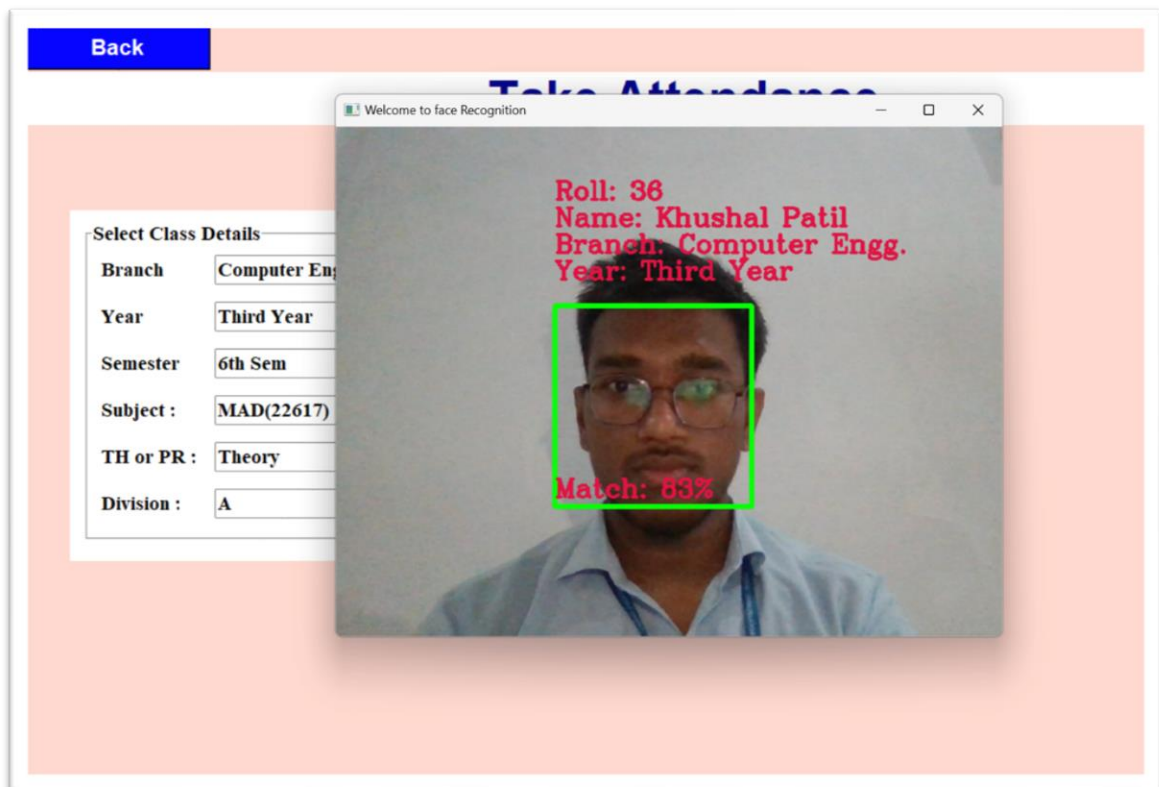 Back
Take Attendance
Welcome to face Recognition
Roll: 36
Name: Khushal Patil
Branch: Computer Engg.
Year: Third Year
Match: 83%
Select Class Details
Branch Computer Eng
Year Third Year
Semester 6th Sem
Subject : MAD(22617)
TH or PR : Theory
Division : A